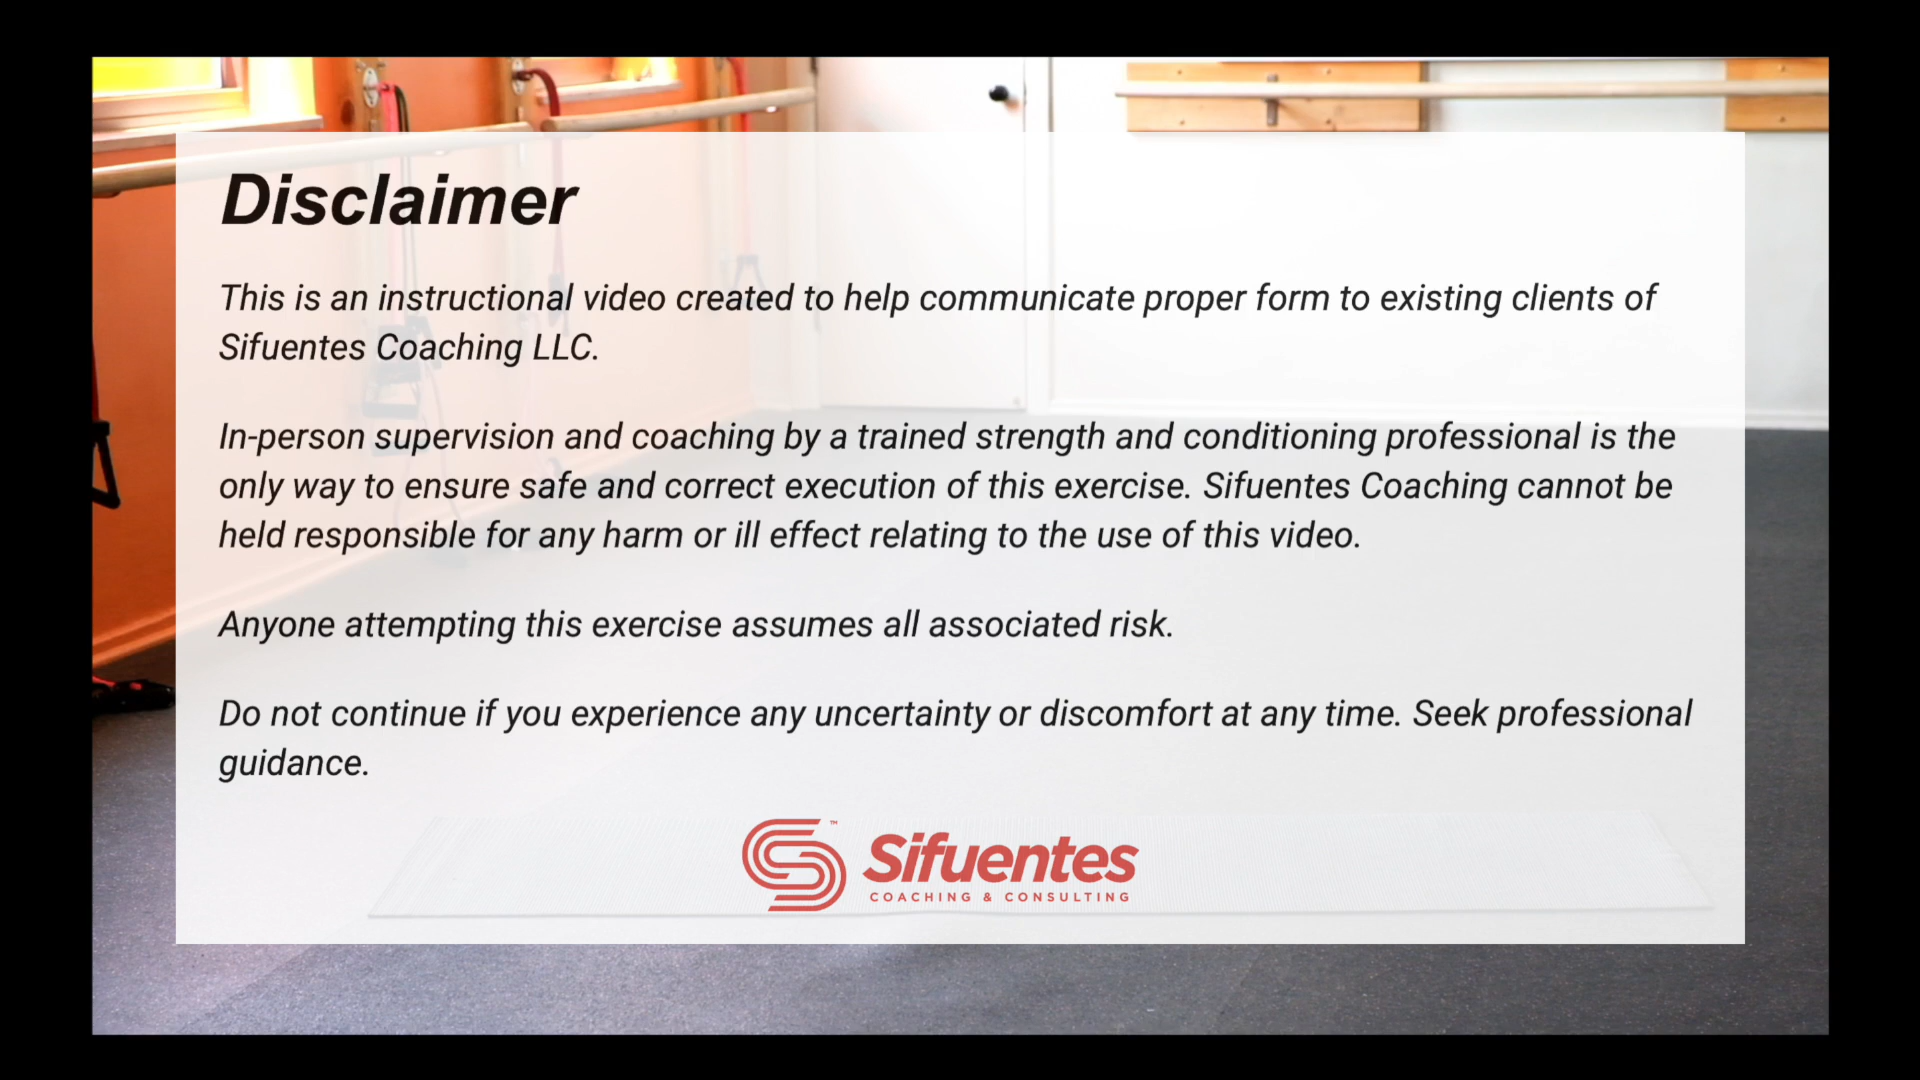 Disclaimer
This is an instructional video created to help communicate proper form to existing clients of
Sifuentes Coaching LLC.
In-person supervision and coaching by a trained strength and conditioning professional is the
only way to ensure safe and correct execution of this exercise. Sifuentes Coaching cannot be
held responsible for any harm or ill effect relating to the use of this video.
Anyone attempting this exercise assumes all associated risk.
Do not continue if you experience any uncertainty or discomfort at any time. Seek professional
guidance.
™ Sifuentes
COACHING & CONSULTING